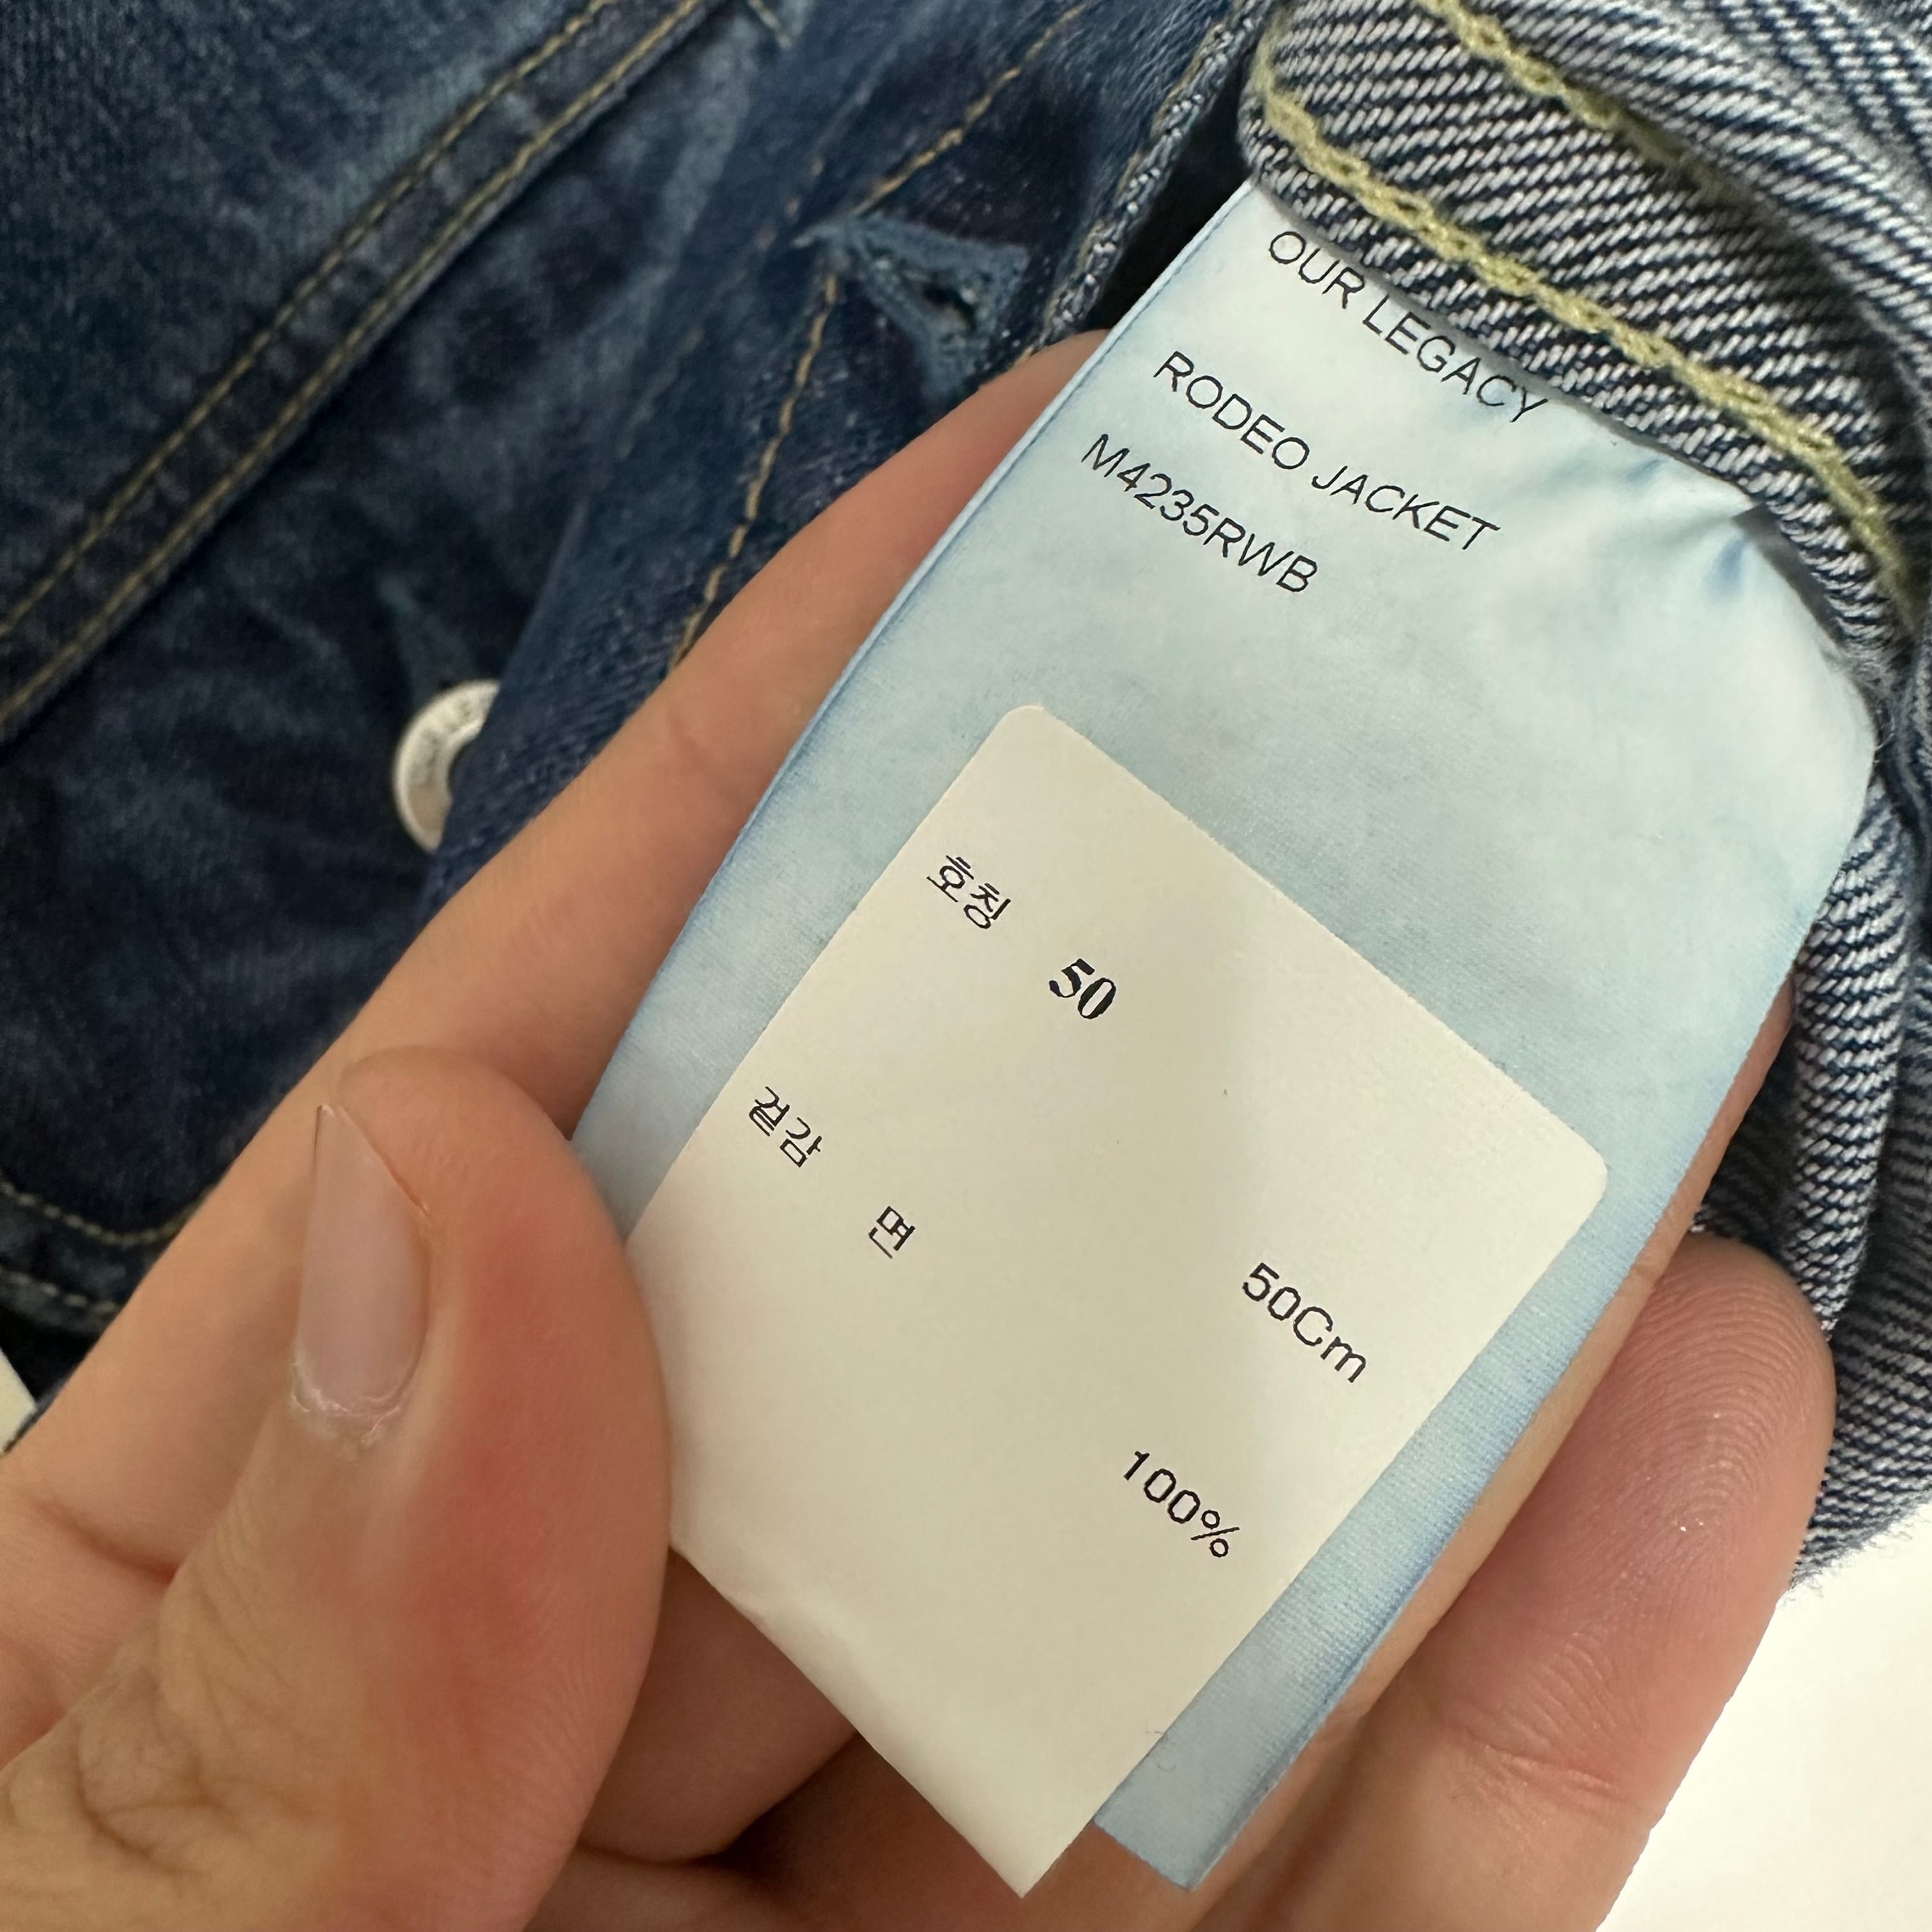 OUR LEGACY
RODEO JACKET
M4235RWB
호칭
50
50Cm
겉감
면
100%